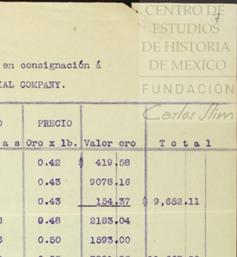 CENTRO DE
ESTUDIOS
DE HISTORIA
DE MEXICO
FUNDACIÓN
Carlos Slim
en consignación á
IAL COMPANY.
O PRECIO
as Oro x lb. Valor oro Total
0.42 $ 419.58
0.43 9078.16
0.43 154.37 $ 9,652.11
0.48 2183.04
0.50 1593.00